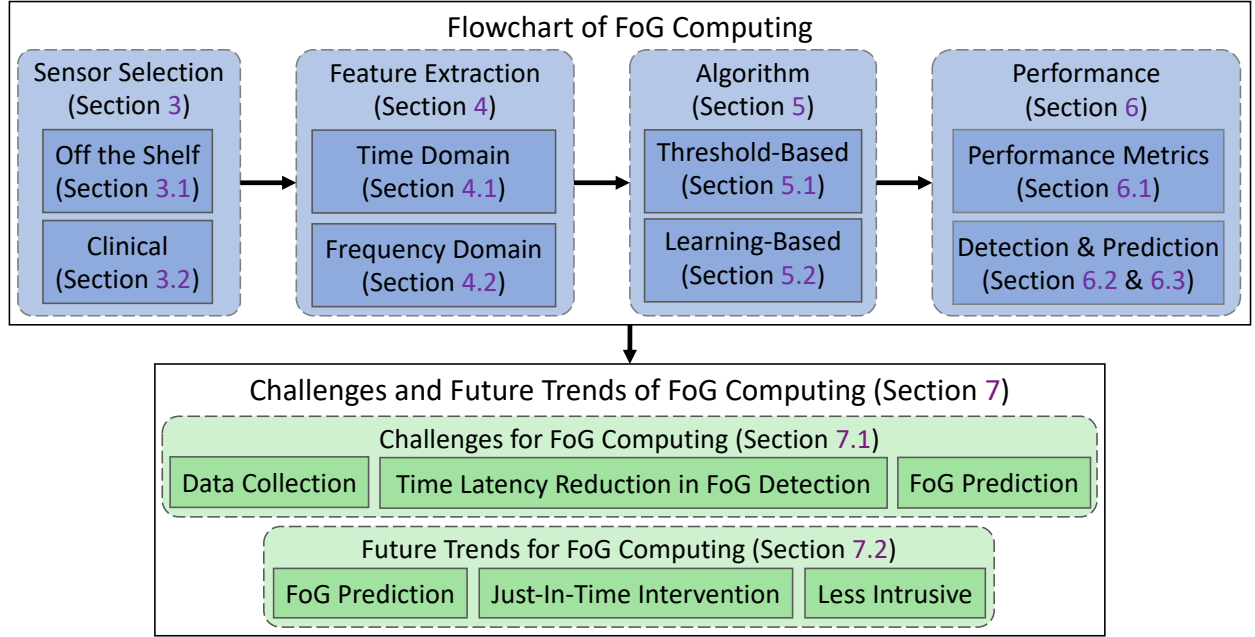 Flowchart of FoG Computing
Sensor Selection
(Section 3)
Off the Shelf
(Section 3.1)
Clinical
(Section 3.2)
Feature Extraction
(Section 4)
Time Domain
(Section 4.1)
Frequency Domain
(Section 4.2)
Algorithm
(Section 5)
Threshold-Based
(Section 5.1)
Learning-Based
(Section 5.2)
Performance
(Section 6)
Performance Metrics
(Section 6.1)
Detection & Prediction
(Section 6.2 & 6.3)
Challenges and Future Trends of FoG Computing (Section 7)
Challenges for FoG Computing (Section 7.1)
Data Collection
Time Latency Reduction in FoG Detection
FoG Prediction
Future Trends for FoG Computing (Section 7.2)
FoG Prediction
Just-In-Time Intervention
Less Intrusive